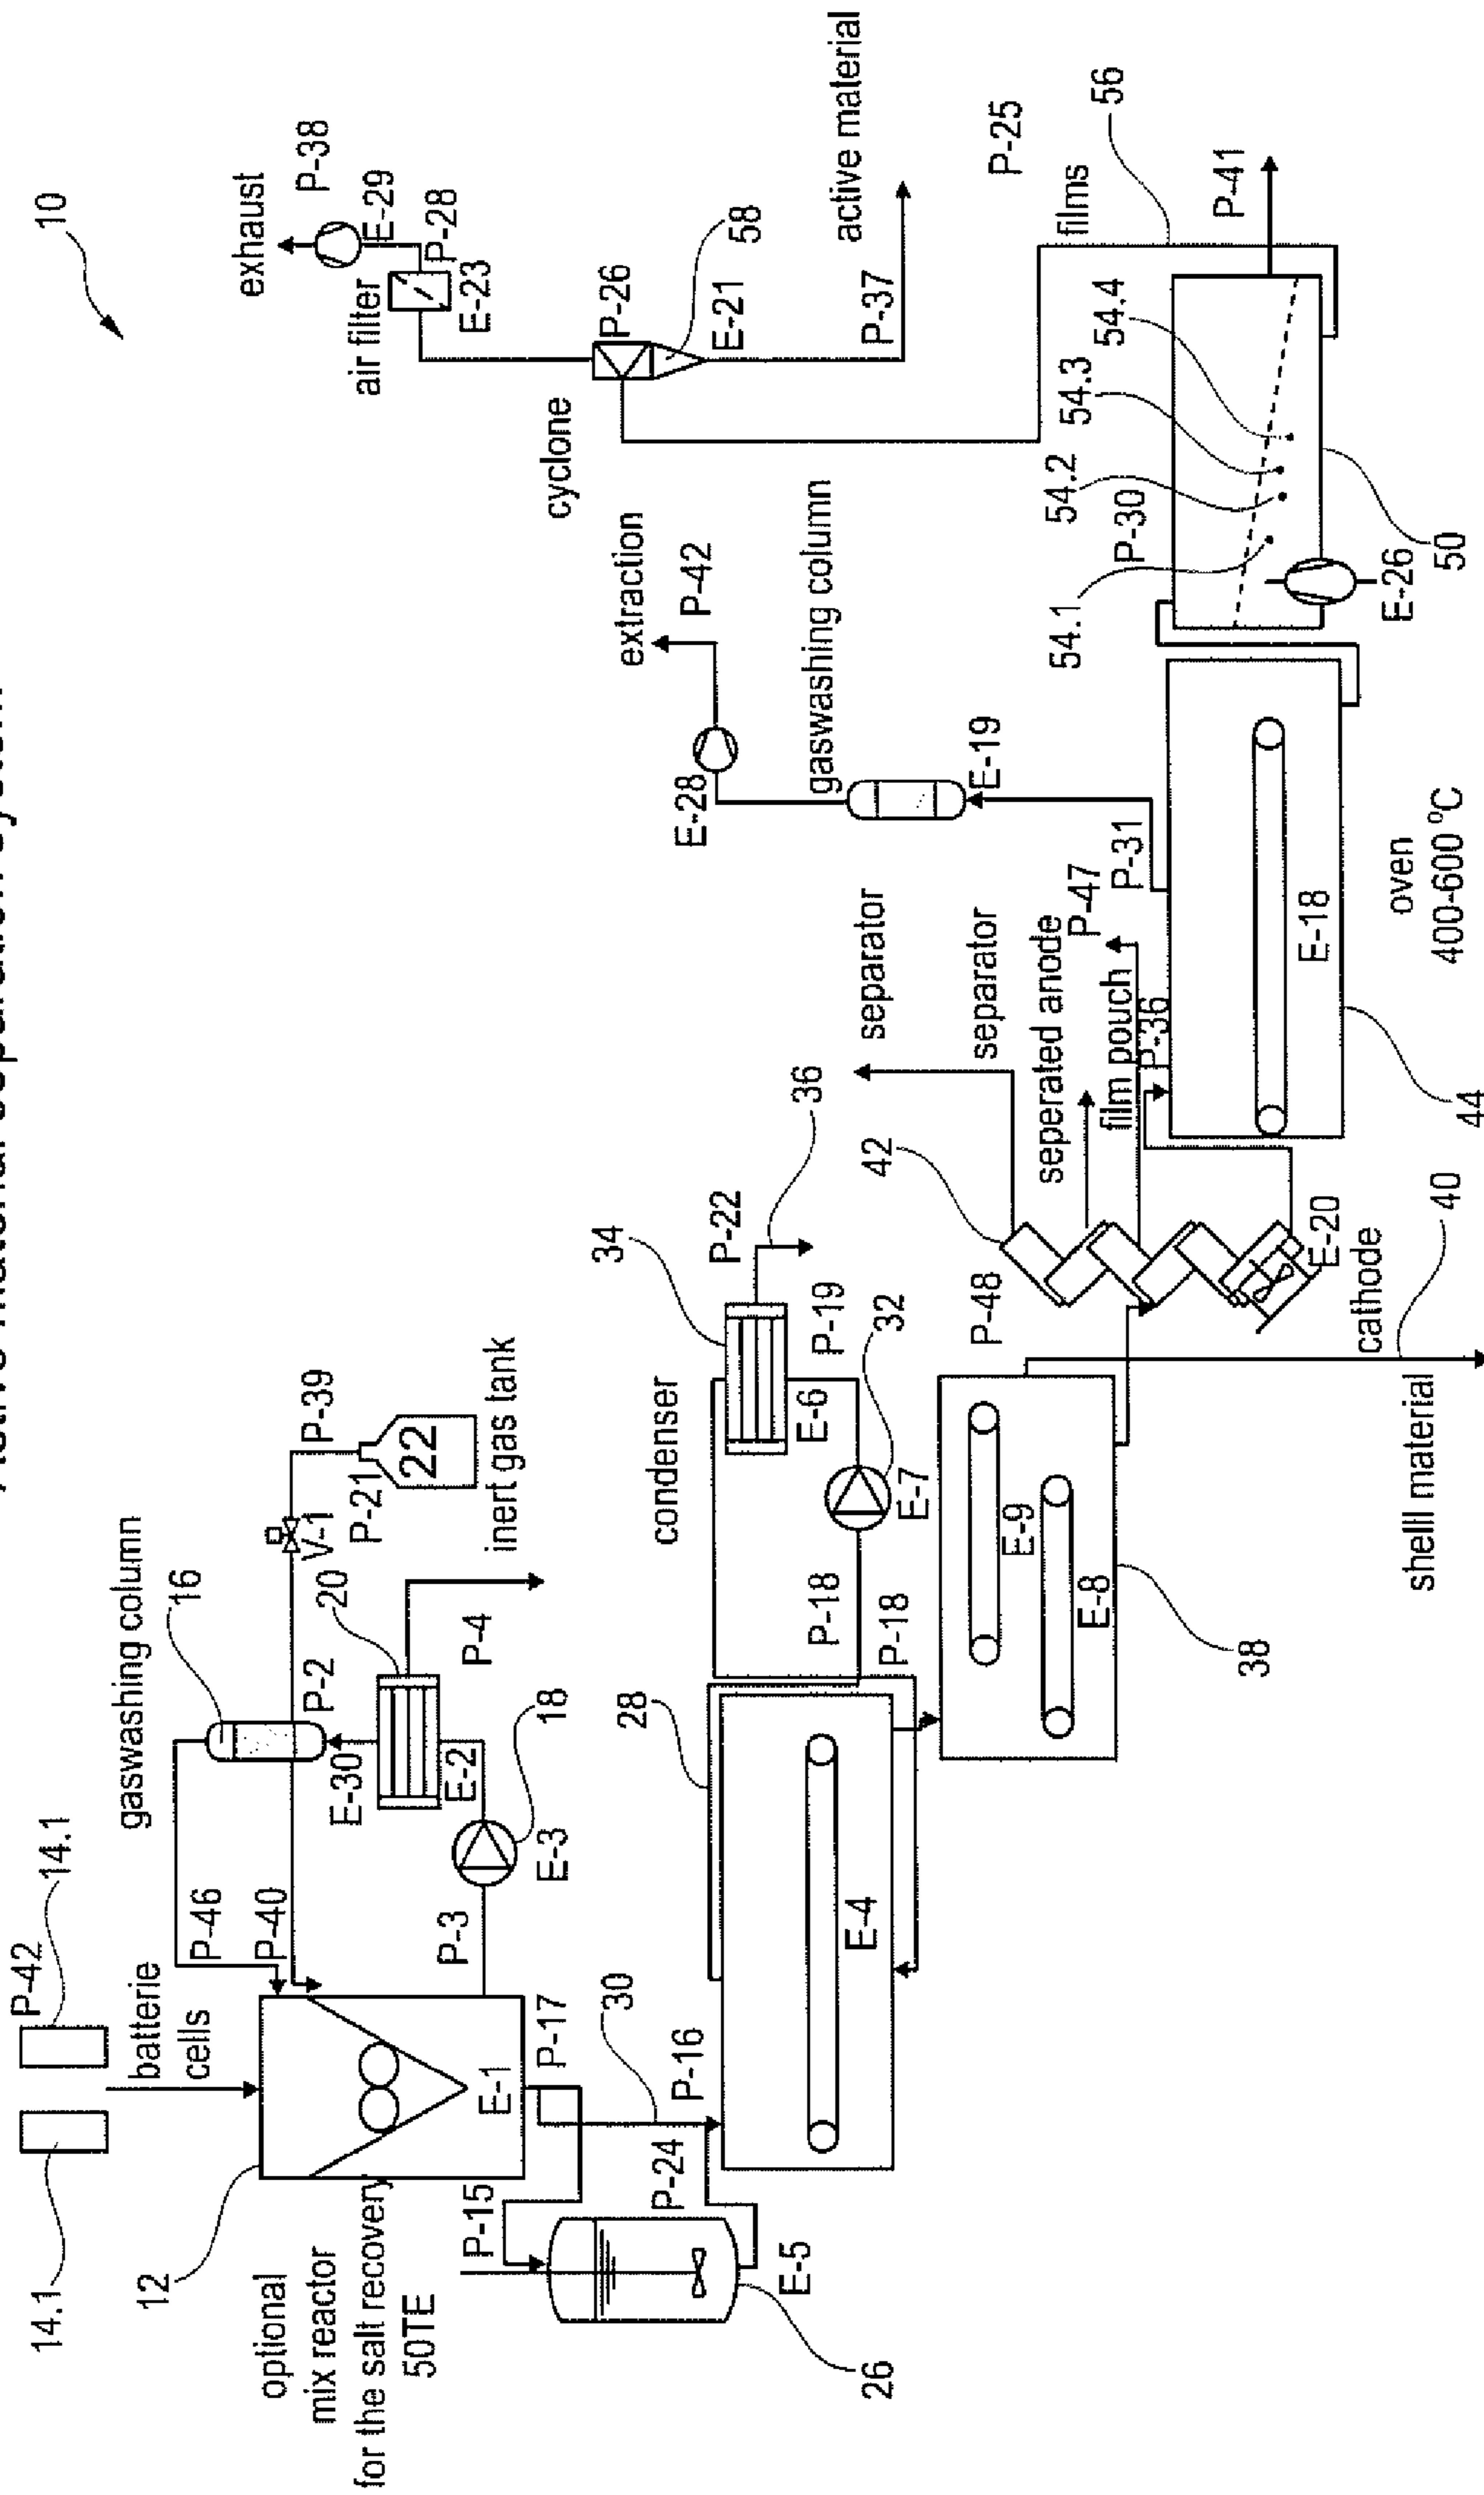 10
P-42
14.1
14.1
batterie
cells
12
optional
mix reactor
for the salt recovery
50TE
P-46
P-40
gaswashing column
16
P-2
E-30
20
E-2
P-4
18
E-3
P-3
V-1
P-21
P-39
22
inert gas tank
E-1
P-17
P-15
30
P-16
P-24
E-5
26
28
E-4
condenser
34
P-22
36
E-6
P-19
32
E-7
P-18
P-18
E-9
E-8
38
P-48
shelll material
cathode
40
E-20
42
separator
separator
seperated anode
film pouch
P-47
P-36
P-31
E-18
44
oven
400-600 °C
E-19
gaswashing column
E-28
extraction
P-42
54.1
P-30
54.2
54.3
54.4
E-26
50
P-41
films
56
P-25
cyclone
P-26
E-21
58
P-37
active material
air filter
E-23
P-28
E-29
P-38
exhaust